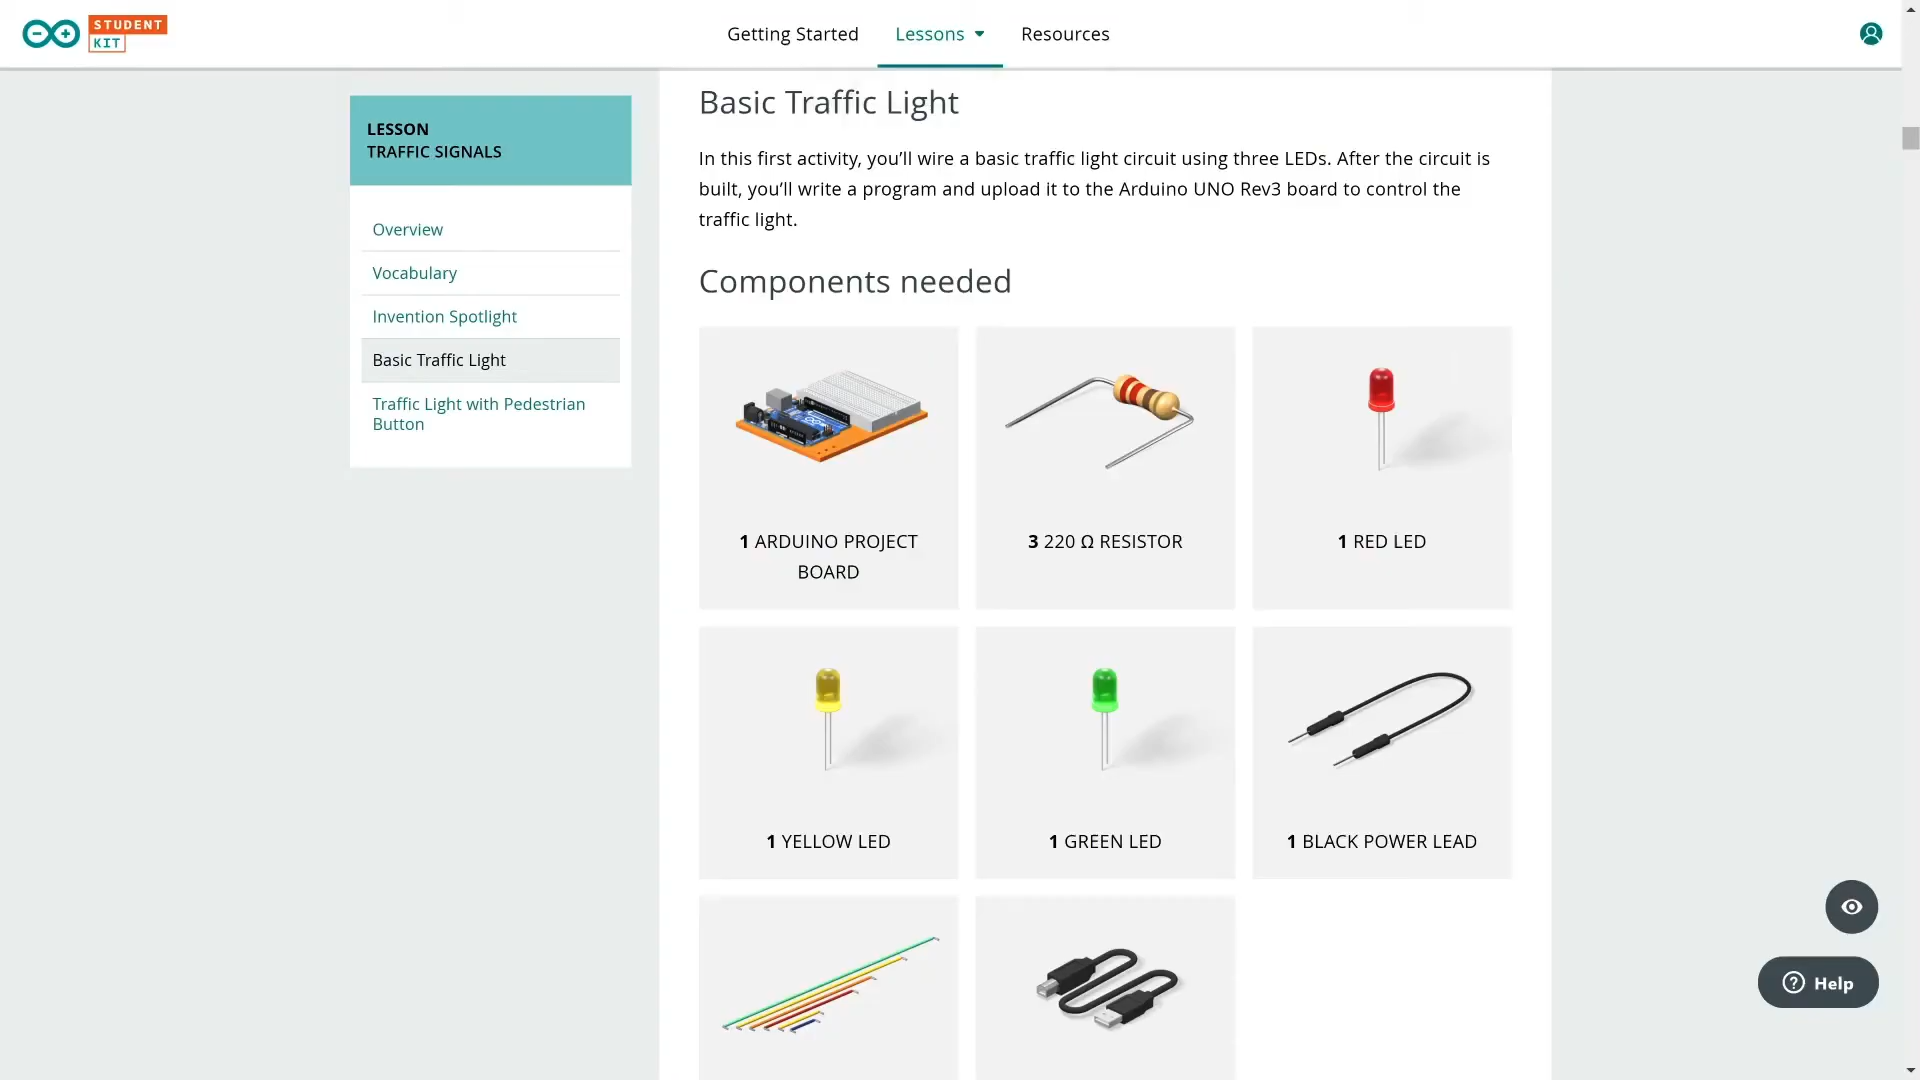 STUDENT
KIT
Getting Started
Lessons
Resources
LESSON
TRAFFIC SIGNALS
Overview
Vocabulary
Invention Spotlight
Basic Traffic Light
Traffic Light with Pedestrian
Button
Basic Traffic Light
In this first activity, you’ll wire a basic traffic light circuit using three LEDs. After the circuit is
built, you’ll write a program and upload it to the Arduino UNO Rev3 board to control the
traffic light.
Components needed
1 ARDUINO PROJECT
BOARD
3 220 Ω RESISTOR
1 RED LED
1 YELLOW LED
1 GREEN LED
1 BLACK POWER LEAD
? Help